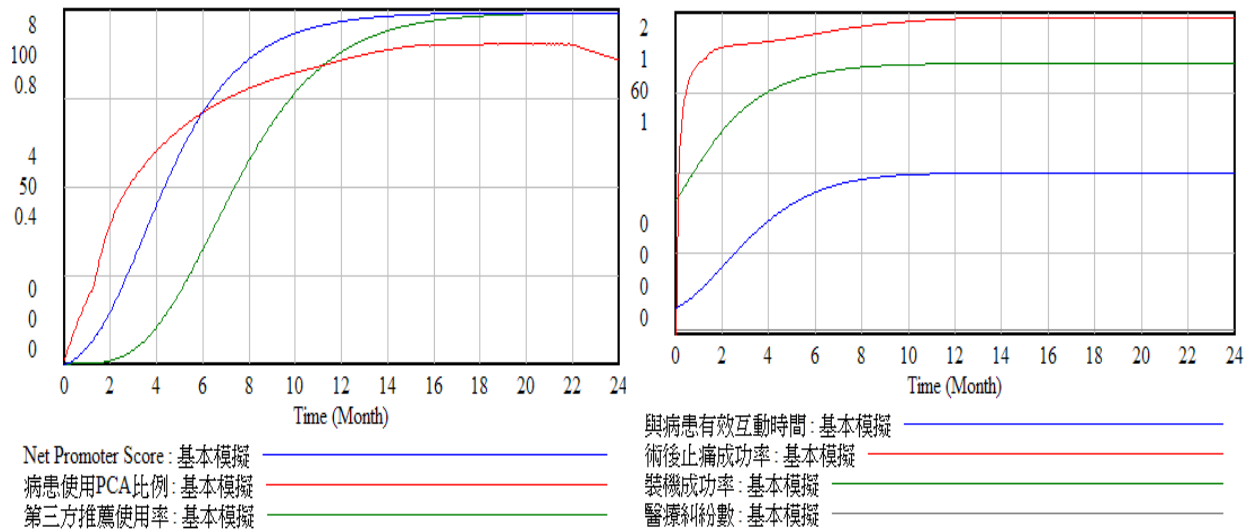 8
100
0.8
4
50
0.4
0
0
0
0 2 4 6 8 10 12 14 16 18 20 22 24
Time (Month)
Net Promoter Score : 基本模擬
病患使用PCA比例 : 基本模擬
第三方推薦使用率 : 基本模擬
2
1
60
1
0
0
0
0
0 2 4 6 8 10 12 14 16 18 20 22 24
Time (Month)
與病患有效互動時間 : 基本模擬
術後止痛成功率 : 基本模擬
裝機成功率 : 基本模擬
醫療糾紛數 : 基本模擬